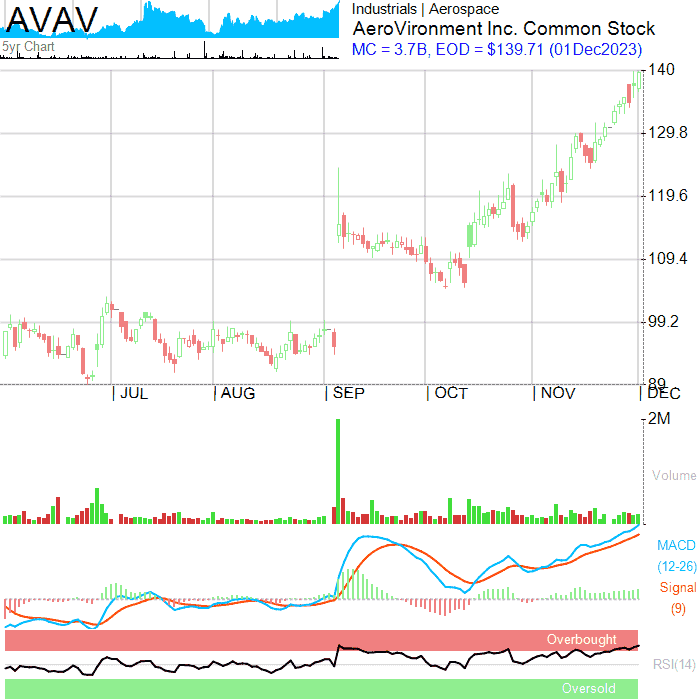 AVAV
5yr Chart
Industrials | Aerospace
AeroVironment Inc. Common Stock
MC = 3.7B, EOD = $139.71 (01Dec2023)
140
129.8
119.6
109.4
99.2
89
JUL
AUG
SEP
OCT
NOV
DEC
2M
Volume
MACD
(12-26)
Signal
(9)
Overbought
RSI(14)
Oversold